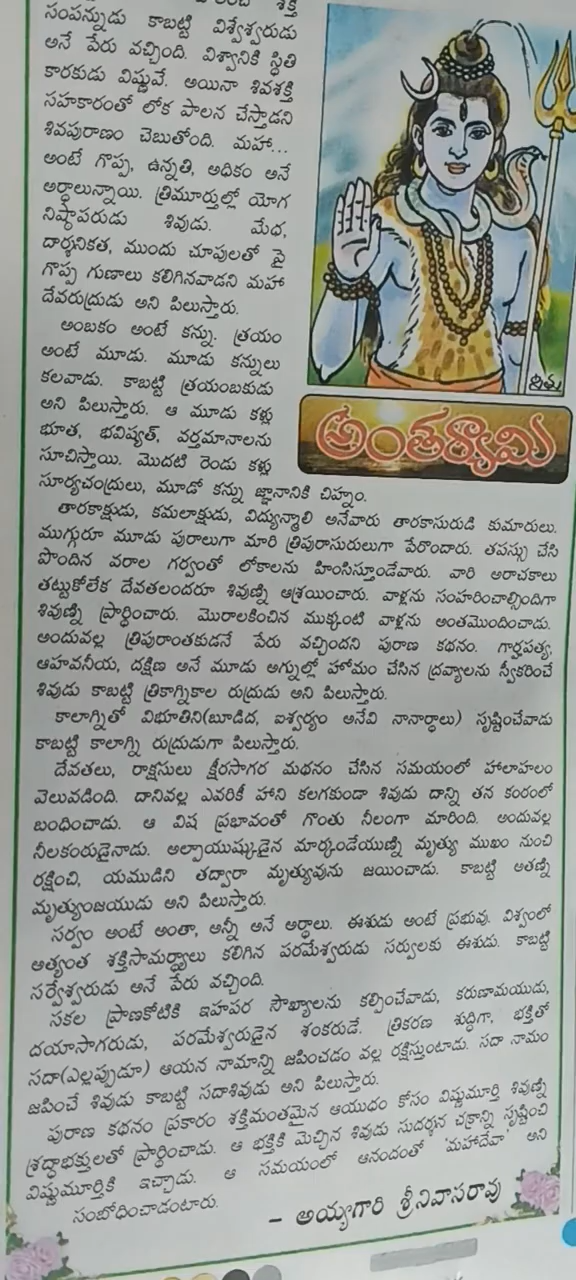 శక్తి
సంపన్నుడు కాబట్టి విశ్వేశ్వరుడు
అనే పేరు వచ్చింది. విశ్వానికి స్థితి
కారకుడు విష్ణువే. అయినా శివశక్తి
సహకారంతో లోక పాలన చేస్తాడని
శివపురాణం చెబుతోంది. మహా...
అంటే గొప్ప, ఉన్నతి, అధికం అనే
అర్థాలున్నాయి. త్రిమూర్తుల్లో యోగ
నిష్ఠాపరుడు శివుడు. మేధ,
దార్శనికత, ముందు చూపులతో పై
గొప్ప గుణాలు కలిగినవాడని మహా
దేవరుద్రుడు అని పిలుస్తారు.
అంబకం అంటే కన్ను. త్రయం
అంటే మూడు. మూడు కన్నులు
కలవాడు. కాబట్టి త్రయంబకుడు
అని పిలుస్తారు. ఆ మూడు కళ్లు
భూత, భవిష్యత్, వర్తమానాలను
సూచిస్తాయి. మొదటి రెండు కళ్లు
సూర్యచంద్రులు, మూడో కన్ను జ్ఞానానికి చిహ్నం.
అంతర్యామి
తారకాక్షుడు, కమలాక్షుడు, విద్యున్మాలి అనేవారు తారకాసురుడి కుమారులు.
ముగ్గురూ మూడు పురాలుగా మారి త్రిపురాసురులుగా పేరొందారు. తపస్సు చేసి
పొందిన వరాల గర్వంతో లోకాలను హింసిస్తూండేవారు. వారి అరాచకాలు
తట్టుకోలేక దేవతలందరూ శివుణ్ని ఆశ్రయించారు. వాళ్లను సంహరించాల్సిందిగా
శివుణ్ని ప్రార్థించారు. మొరాలకించిన ముక్కంటి వాళ్లను అంతమొందించాడు.
అందువల్ల త్రిపురాంతకుడనే పేరు వచ్చిందని పురాణ కథనం. గార్హపత్య,
ఆహవనీయ, దక్షిణ అనే మూడు అగ్నుల్లో హోమం చేసిన ద్రవ్యాలను స్వీకరించే
శివుడు కాబట్టి త్రికాగ్నికాల రుద్రుడు అని పిలుస్తారు.
కాలాగ్నితో విభూతిని(బూడిద, ఐశ్వర్యం అనేవి నానార్థాలు) సృష్టించేవాడు
కాబట్టి కాలాగ్ని రుద్రుడుగా పిలుస్తారు.
దేవతలు, రాక్షసులు క్షీరసాగర మథనం చేసిన సమయంలో హాలాహలం
వెలువడింది. దానివల్ల ఎవరికీ హాని కలగకుండా శివుడు దాన్ని తన కంఠంలో
బంధించాడు. ఆ విష ప్రభావంతో గొంతు నీలంగా మారింది. అందువల్ల
నీలకంఠుడైనాడు. అల్పాయుష్కుడైన మార్కండేయుణ్ని మృత్యు ముఖం నుంచి
రక్షించి, యముడిని తద్వారా మృత్యువును జయించాడు. కాబట్టి అతణ్ని
మృత్యుంజయుడు అని పిలుస్తారు.
సర్వం అంటే అంతా, అన్నీ అనే అర్థాలు. ఈశుడు అంటే ప్రభువు. విశ్వంలో
అత్యంత శక్తిసామర్థ్యాలు కలిగిన పరమేశ్వరుడు సర్వులకు ఈశుడు. కాబట్టి
సర్వేశ్వరుడు అనే పేరు వచ్చింది.
సకల ప్రాణకోటికి ఇహపర సౌఖ్యాలను కల్పించేవాడు, కరుణామయుడు,
దయాసాగరుడు, పరమేశ్వరుడైన శంకరుడే. త్రికరణ శుద్ధిగా, భక్తితో
సదా(ఎల్లప్పుడూ) ఆయన నామాన్ని జపించడం వల్ల రక్షిస్తుంటాడు. సదా నామం
జపించే శివుడు కాబట్టి సదాశివుడు అని పిలుస్తారు.
పురాణ కథనం ప్రకారం శక్తిమంతమైన ఆయుధం కోసం విష్ణుమూర్తి శివుణ్ని
శ్రద్ధాభక్తులతో ప్రార్థించాడు. ఆ భక్తికి మెచ్చిన శివుడు సుదర్శన చక్రాన్ని సృష్టించి
విష్ణుమూర్తికి ఇచ్చాడు. ఆ సమయంలో ఆనందంతో 'మహాదేవా' అని
సంబోధించాడంటారు.
- అయ్యగారి శ్రీనివాసరావు